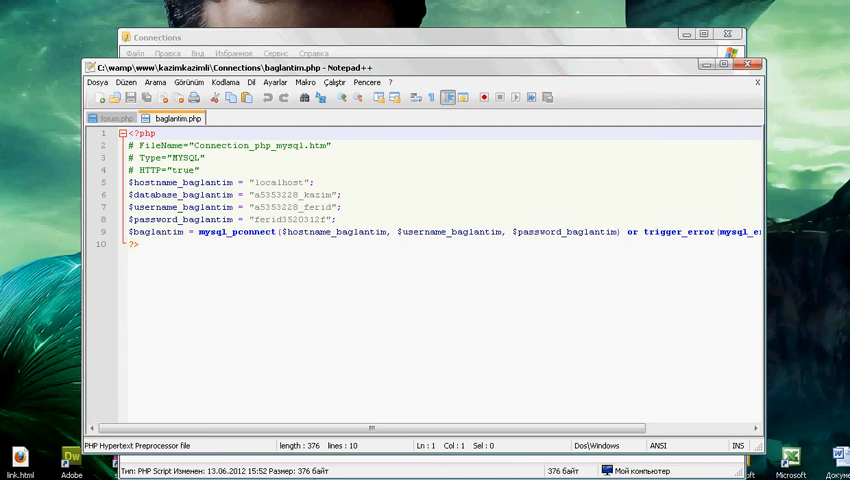 Connections
Файл Правка Вид Избранное Сервис Справка
C:\wamp\www\kazimkazimli\Connections\baglantim.php - Notepad++
Dosya Düzen Arama Görünüm Kodlama Dil Ayarlar Makro Çalıştır Pencere ? X
forum.php baglantim.php
1 <?php
2 # FileName="Connection_php_mysql.htm"
3 # Type="MYSQL"
4 # HTTP="true"
5 $hostname_baglantim = "localhost";
6 $database_baglantim = "a5353228_kazim";
7 $username_baglantim = "a5353228_ferid";
8 $password_baglantim = "ferid3520312f";
9 $baglantim = mysql_pconnect($hostname_baglantim, $username_baglantim, $password_baglantim) or trigger_error(mysql_e
10 ?>
PHP Hypertext Preprocessor file length : 376 lines : 10 Ln : 1 Col : 1 Sel : 0 Dos\Windows ANSI INS
Тип: PHP Script Изменен: 13.06.2012 15:52 Размер: 376 байт 376 байт Мой компьютер
link.html Adobe Microsoft Докуме